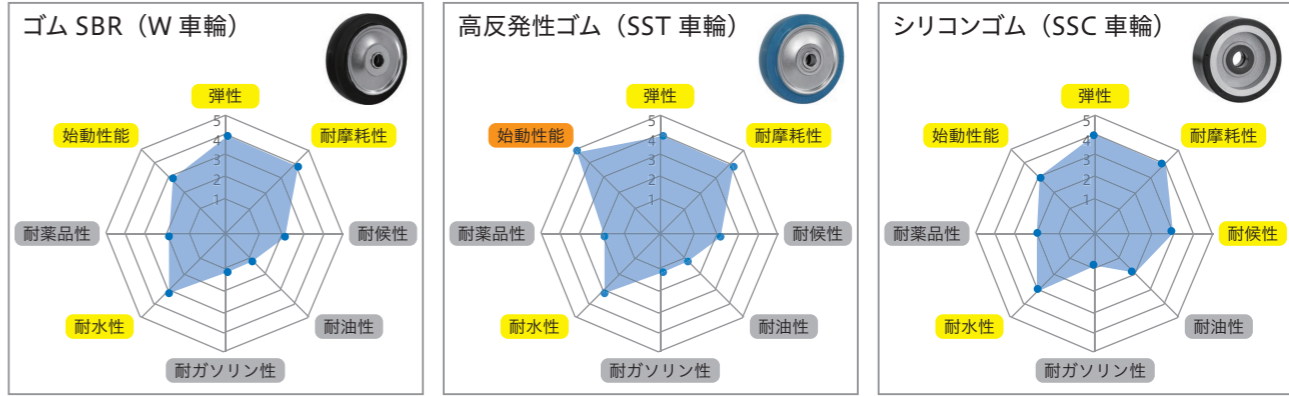 ゴム SBR（W 車輪）
弾性
始動性能
耐摩耗性
5
4
3
2
1
耐薬品性
耐候性
耐水性
耐油性
耐ガソリン性
高反発性ゴム（SST 車輪）
弾性
始動性能
耐摩耗性
5
4
3
2
1
耐薬品性
耐候性
耐水性
耐油性
耐ガソリン性
シリコンゴム（SSC 車輪）
弾性
始動性能
耐摩耗性
5
4
3
2
1
耐薬品性
耐候性
耐水性
耐油性
耐ガソリン性